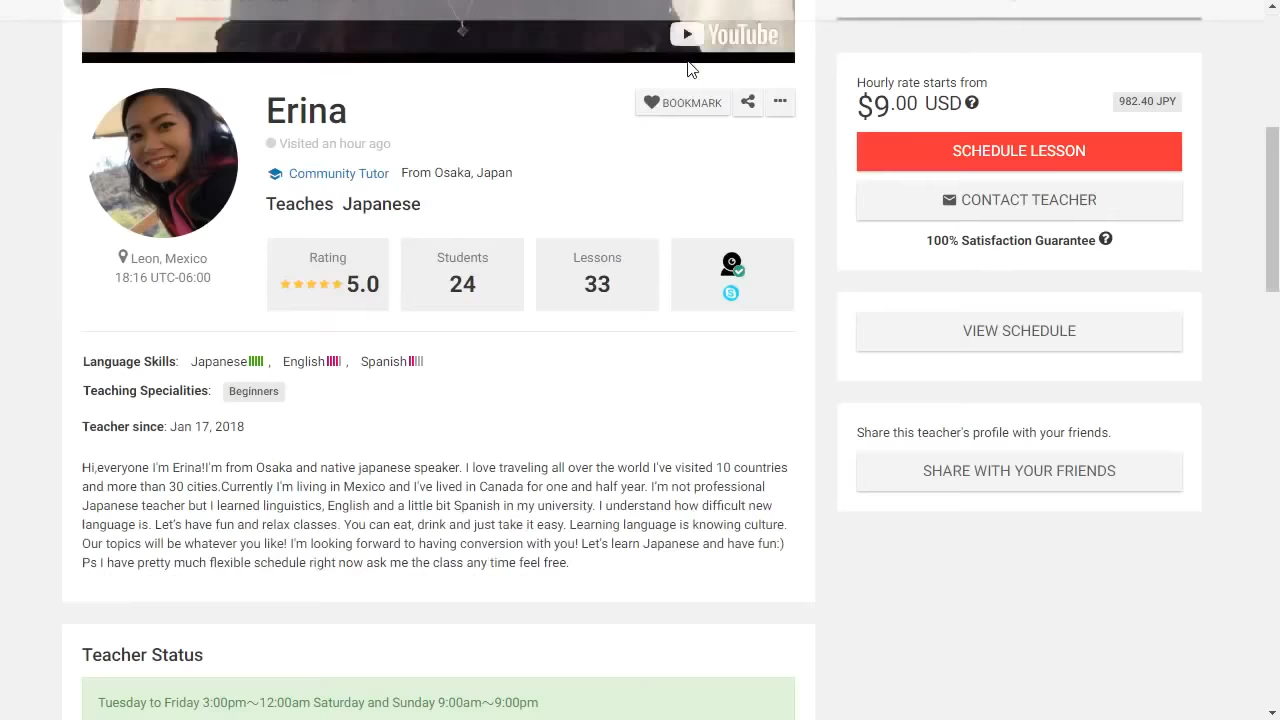 YouTube
Erina
BOOKMARK
Visited an hour ago
Community Tutor From Osaka, Japan
Teaches Japanese
Leon, Mexico
18:16 UTC-06:00
Rating
5.0
Students
24
Lessons
33
Language Skills: Japanese , English , Spanish
Teaching Specialities: Beginners
Teacher since: Jan 17, 2018
Hi,everyone I'm Erina!I'm from Osaka and native japanese speaker. I love traveling all over the world I've visited 10 countries
and more than 30 cities.Currently I'm living in Mexico and I've lived in Canada for one and half year. I'm not professional
Japanese teacher but I learned linguistics, English and a little bit Spanish in my university. I understand how difficult new
language is. Let's have fun and relax classes. You can eat, drink and just take it easy. Learning language is knowing culture.
Our topics will be whatever you like! I'm looking forward to having conversion with you! Let's learn Japanese and have fun:)
Ps I have pretty much flexible schedule right now ask me the class any time feel free.
Teacher Status
Tuesday to Friday 3:00pm〜12:00am Saturday and Sunday 9:00am〜9:00pm
Hourly rate starts from
$9.00 USD
982.40 JPY
SCHEDULE LESSON
CONTACT TEACHER
100% Satisfaction Guarantee
VIEW SCHEDULE
Share this teacher's profile with your friends.
SHARE WITH YOUR FRIENDS